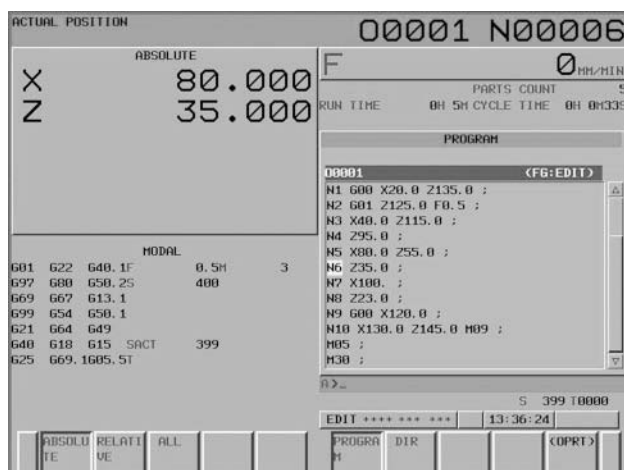 ACTUAL POSITION
O0001 N00006
ABSOLUTE
X 80.000
Z 35.000
F 0 MM/MIN
PARTS COUNT 5
RUN TIME 0H 5M CYCLE TIME 0H 0M33S
PROGRAM
O0001 (FG:EDIT)
N1 G00 X20.0 Z135.0 ;
N2 G01 Z125.0 F0.5 ;
N3 X40.0 Z115.0 ;
N4 Z95.0 ;
N5 X80.0 Z55.0 ;
N6 Z35.0 ;
N7 X100. ;
N8 Z23.0 ;
N9 G00 X120.0 ;
N10 X130.0 Z145.0 M09 ;
M05 ;
M30 ;
MODAL
G01 G22 G40.1F 0.5M 3
G97 G80 G50.2S 400
G69 G67 G13.1
G99 G54 G50.1
G21 G64 G49
G40 G18 G15 SACT 399
G25 G69.1G05.5T
A>_
S 399 T0000
EDIT **** *** *** 13:36:24
ABSOLUTE RELATIVE ALL PROGRAM DIR (OPRT)